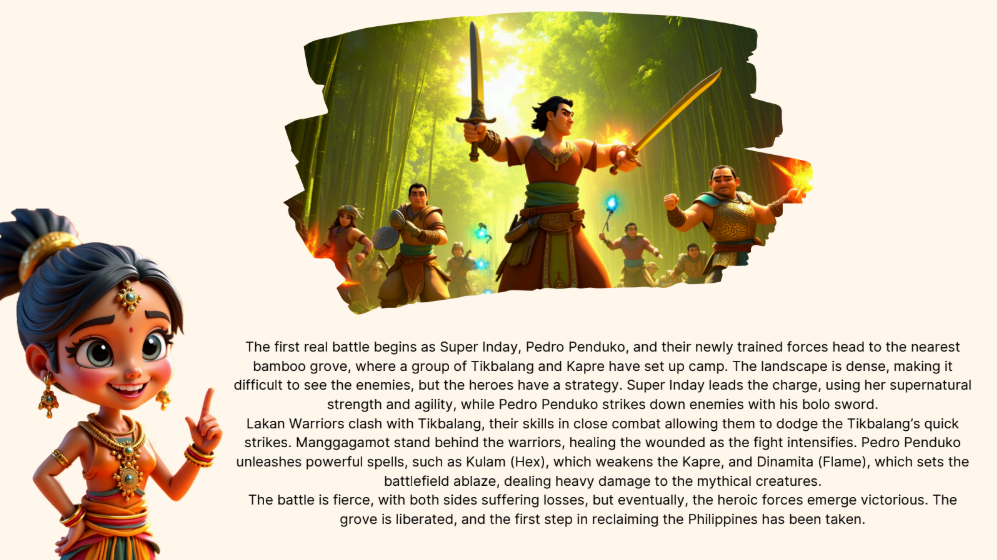 The first real battle begins as Super Inday, Pedro Penduko, and their newly trained forces head to the nearest
bamboo grove, where a group of Tikbalang and Kapre have set up camp. The landscape is dense, making it
difficult to see the enemies, but the heroes have a strategy. Super Inday leads the charge, using her supernatural
strength and agility, while Pedro Penduko strikes down enemies with his bolo sword.
Lakan Warriors clash with Tikbalang, their skills in close combat allowing them to dodge the Tikbalang's quick
strikes. Manggagamot stand behind the warriors, healing the wounded as the fight intensifies. Pedro Penduko
unleashes powerful spells, such as Kulam (Hex), which weakens the Kapre, and Dinamita (Flame), which sets the
battlefield ablaze, dealing heavy damage to the mythical creatures.
The battle is fierce, with both sides suffering losses, but eventually, the heroic forces emerge victorious. The
grove is liberated, and the first step in reclaiming the Philippines has been taken.